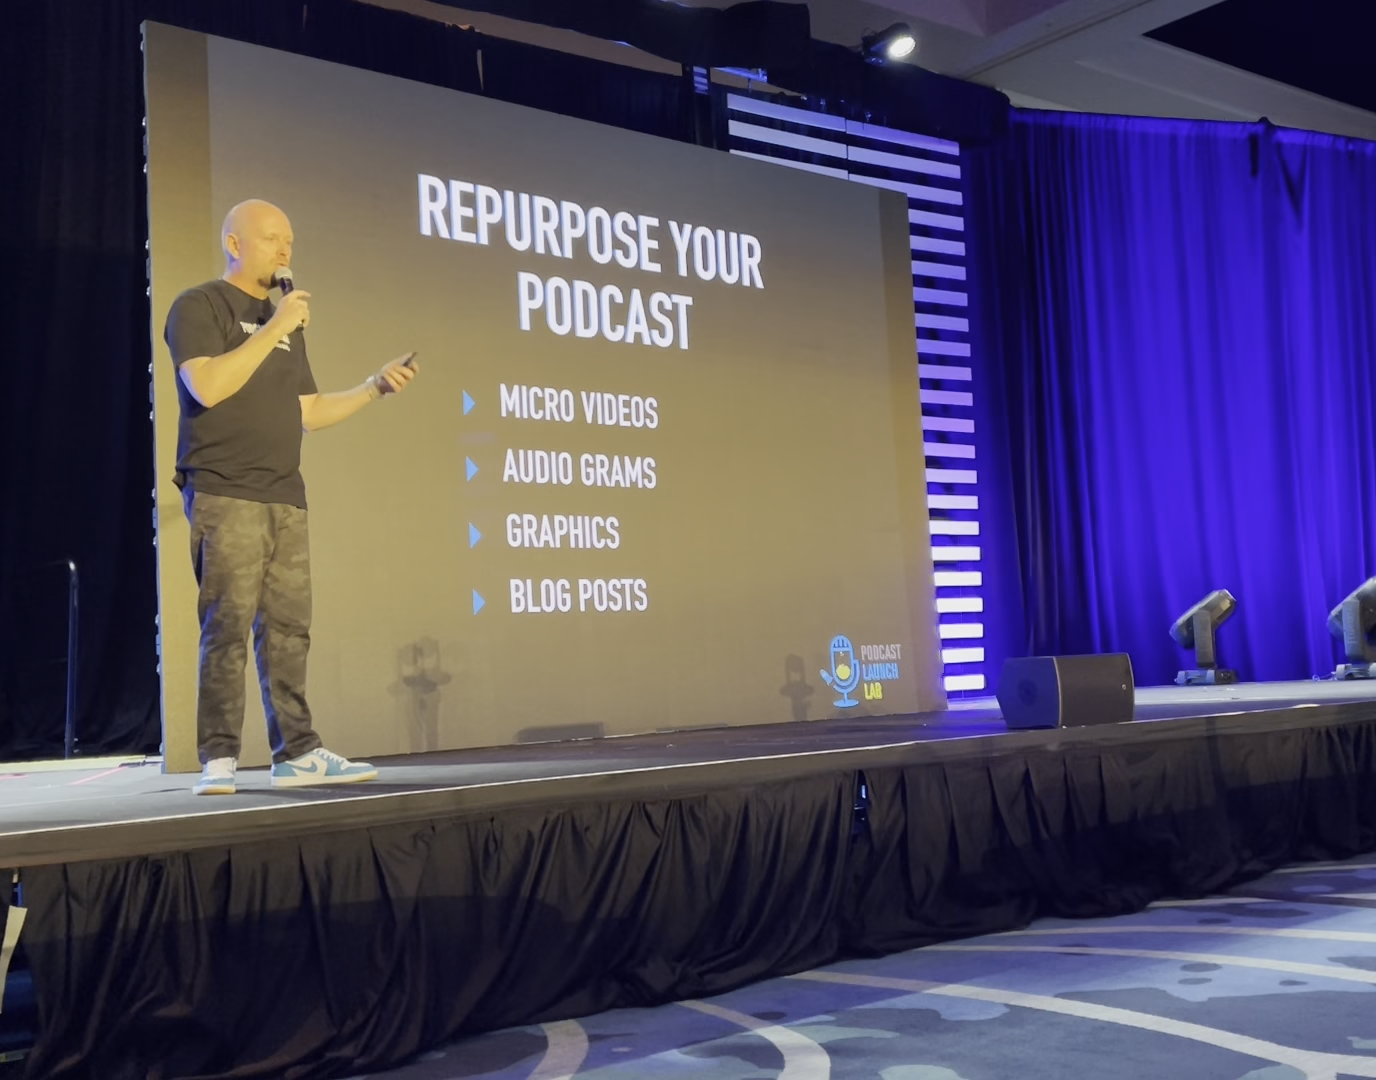 REPURPOSE YOUR
PODCAST
MICRO VIDEOS
AUDIO GRAMS
GRAPHICS
BLOG POSTS
PODCAST
LAUNCH
LAB